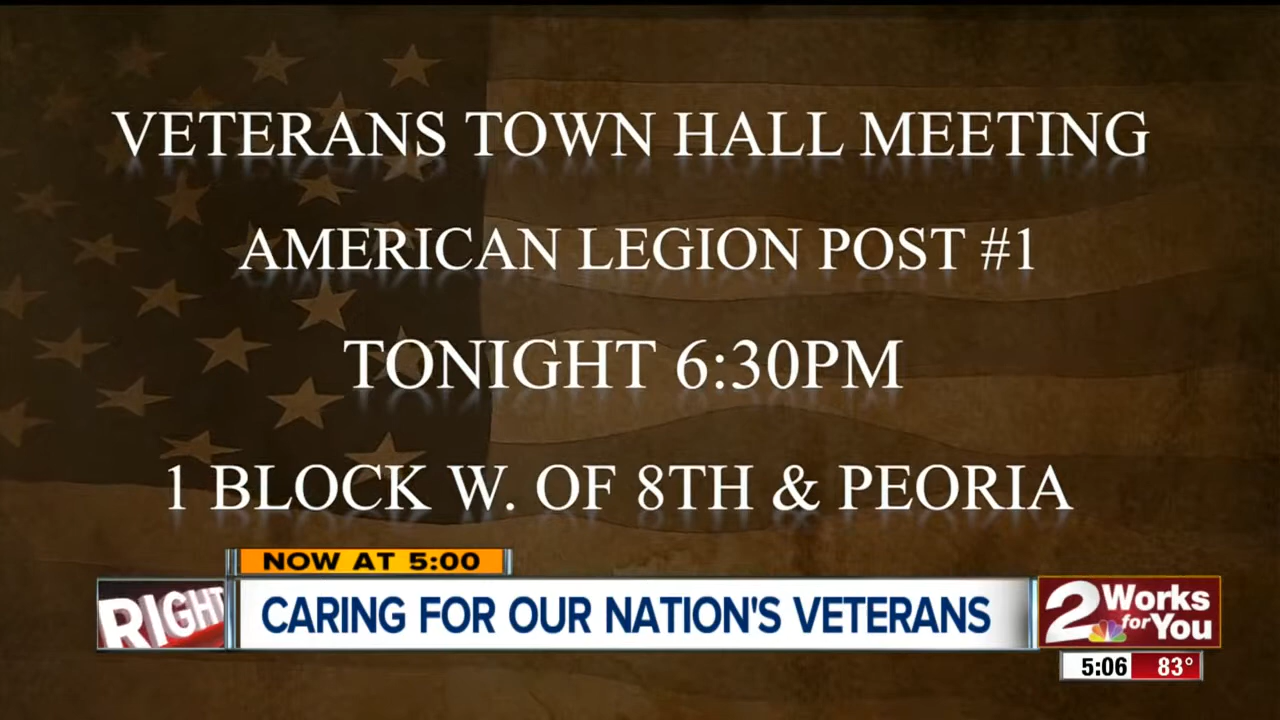 VETERANS TOWN HALL MEETING
AMERICAN LEGION POST #1
TONIGHT 6:30PM
1 BLOCK W. OF 8TH & PEORIA
NOW AT 5:00
RIGHT
CARING FOR OUR NATION'S VETERANS
2 Works for You
5:06 83°